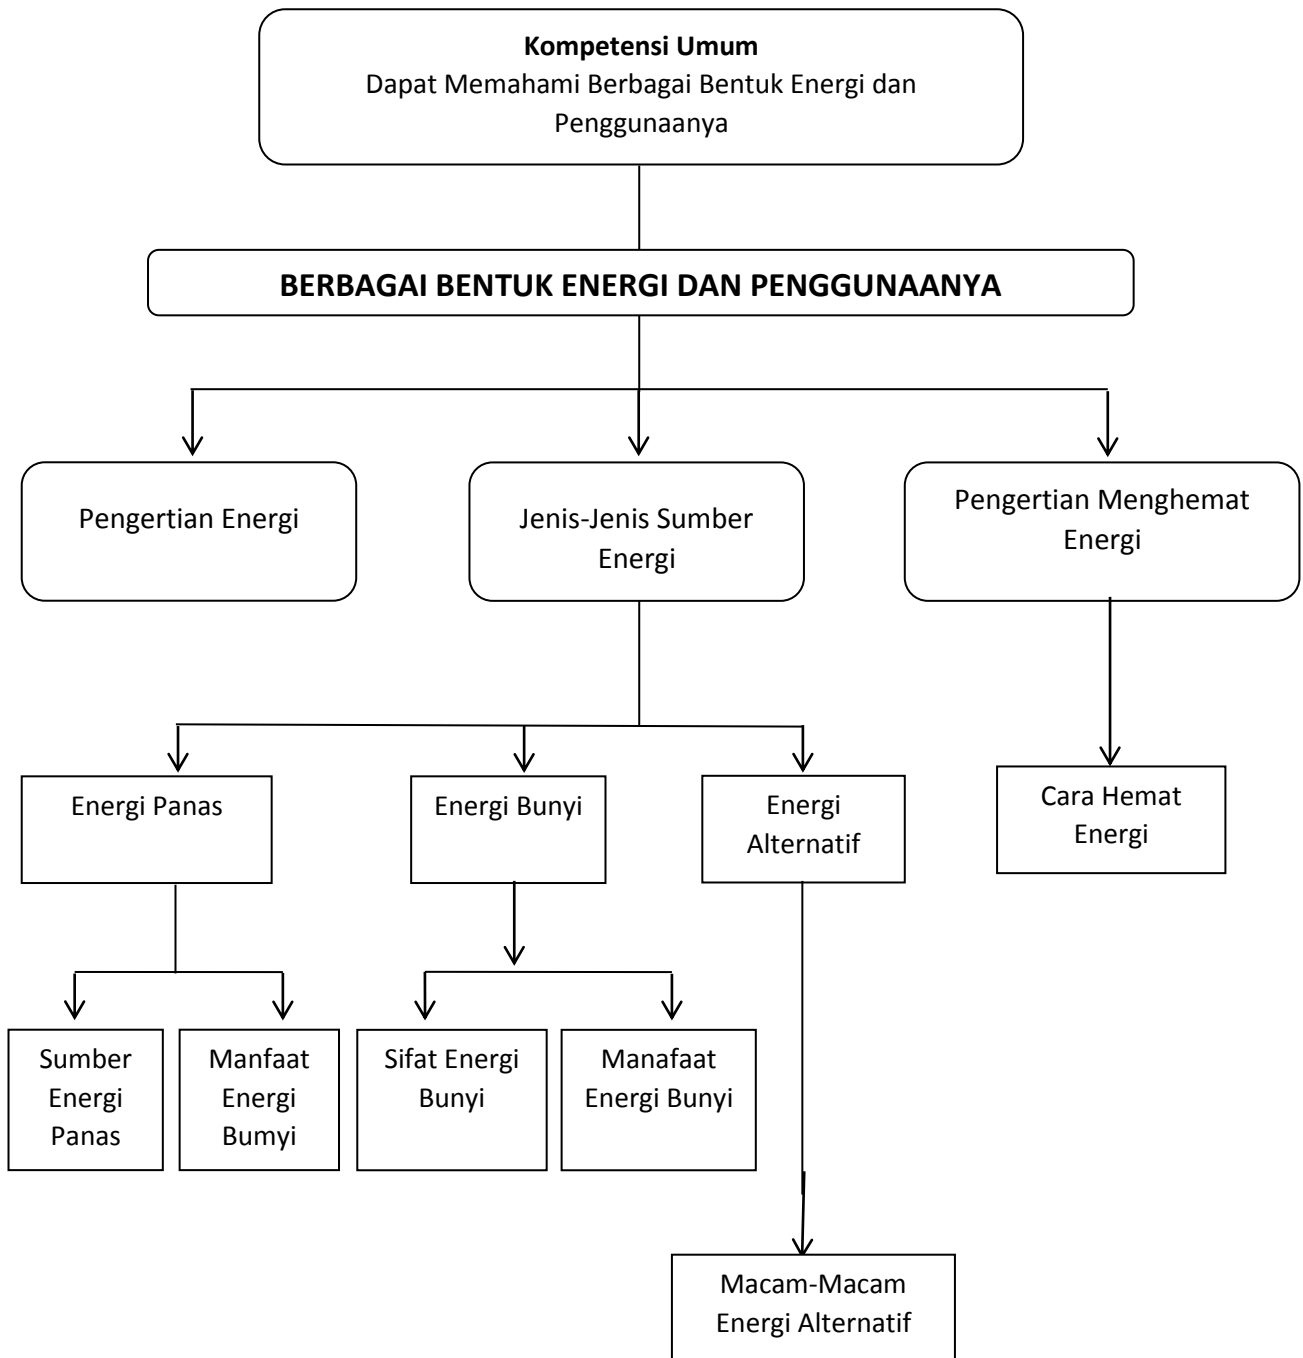 Kompetensi Umum
Dapat Memahami Berbagai Bentuk Energi dan
Penggunaanya
BERBAGAI BENTUK ENERGI DAN PENGGUNAANYA
Pengertian Energi
Jenis-Jenis Sumber
Energi
Pengertian Menghemat
Energi
Energi Panas
Energi Bunyi
Energi
Alternatif
Cara Hemat
Energi
Sumber
Energi
Panas
Manfaat
Energi
Bumyi
Sifat Energi
Bunyi
Manafaat
Energi Bunyi
Macam-Macam
Energi Alternatif